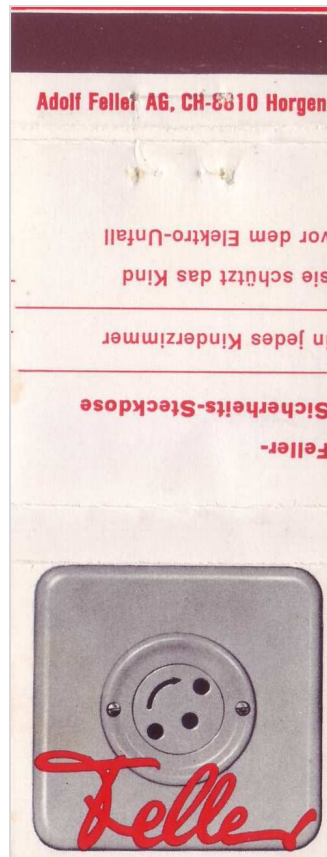 Adolf Feller AG, CH-8810 Horgen
Feller-
Sicherheits-Steckdose
in jedes Kinderzimmer
sie schützt das Kind
vor dem Elektro-Unfall
Feller